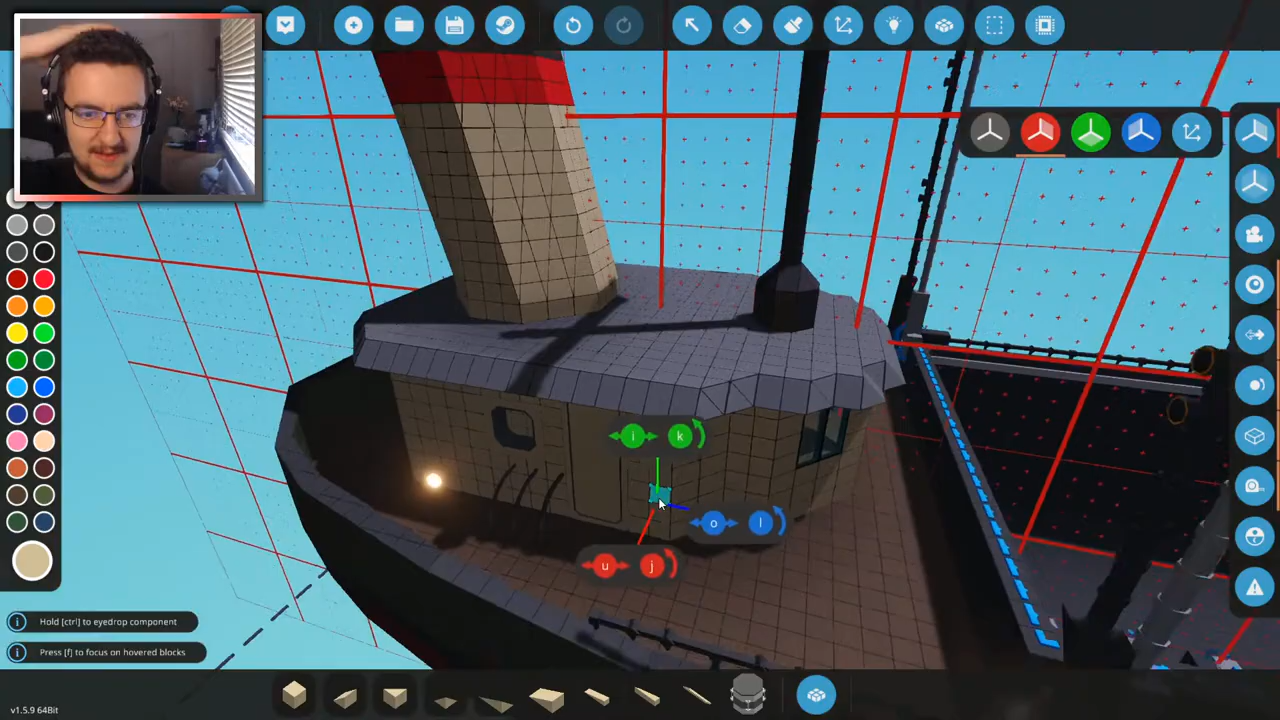 i k
o l
u j
Hold [ctrl] to eyedrop component
Press [f] to focus on hovered blocks
v1.5.9 64Bit